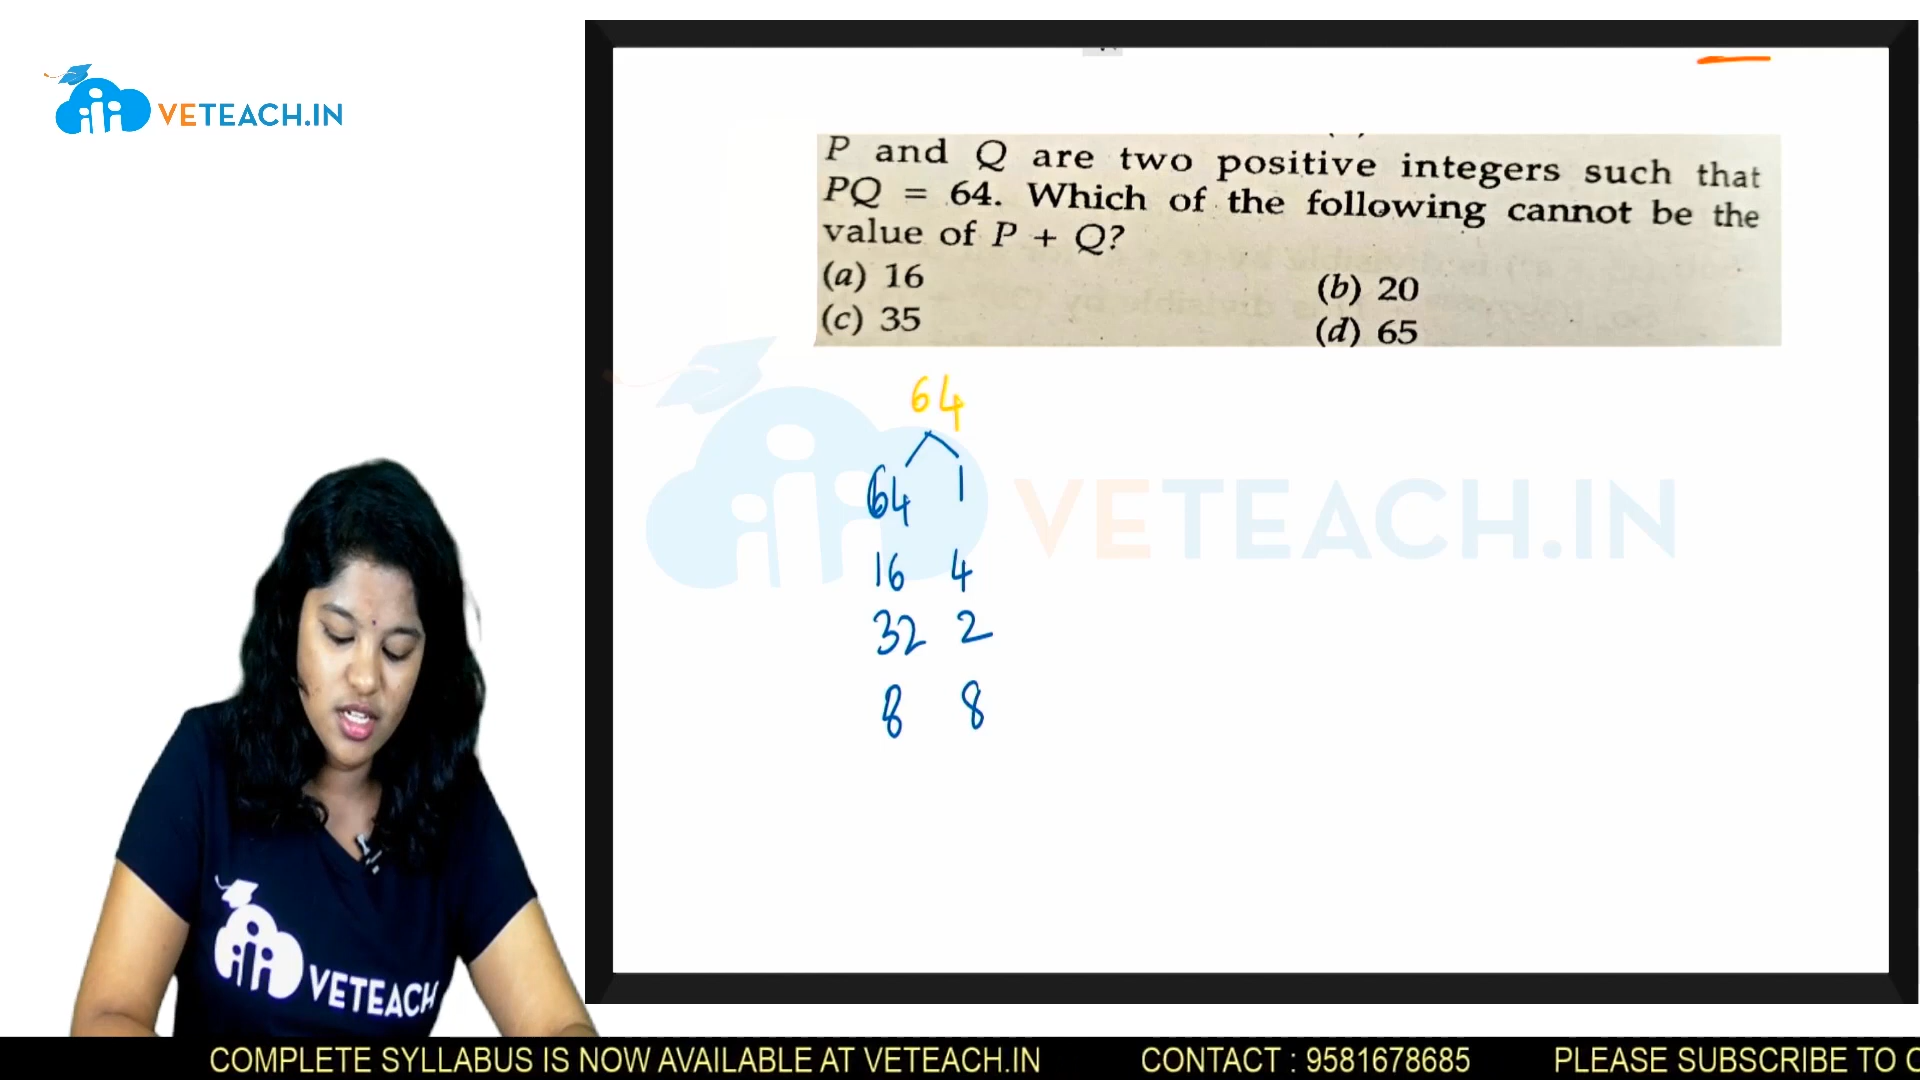 VETEACH.IN
P and Q are two positive integers such that
PQ = 64. Which of the following cannot be the
value of P + Q?
(a) 16 (b) 20
(c) 35 (d) 65
64
64 1
16 4
32 2
8 8
VETEACH.IN
VETEACH
COMPLETE SYLLABUS IS NOW AVAILABLE AT VETEACH.IN CONTACT : 9581678685 PLEASE SUBSCRIBE TO